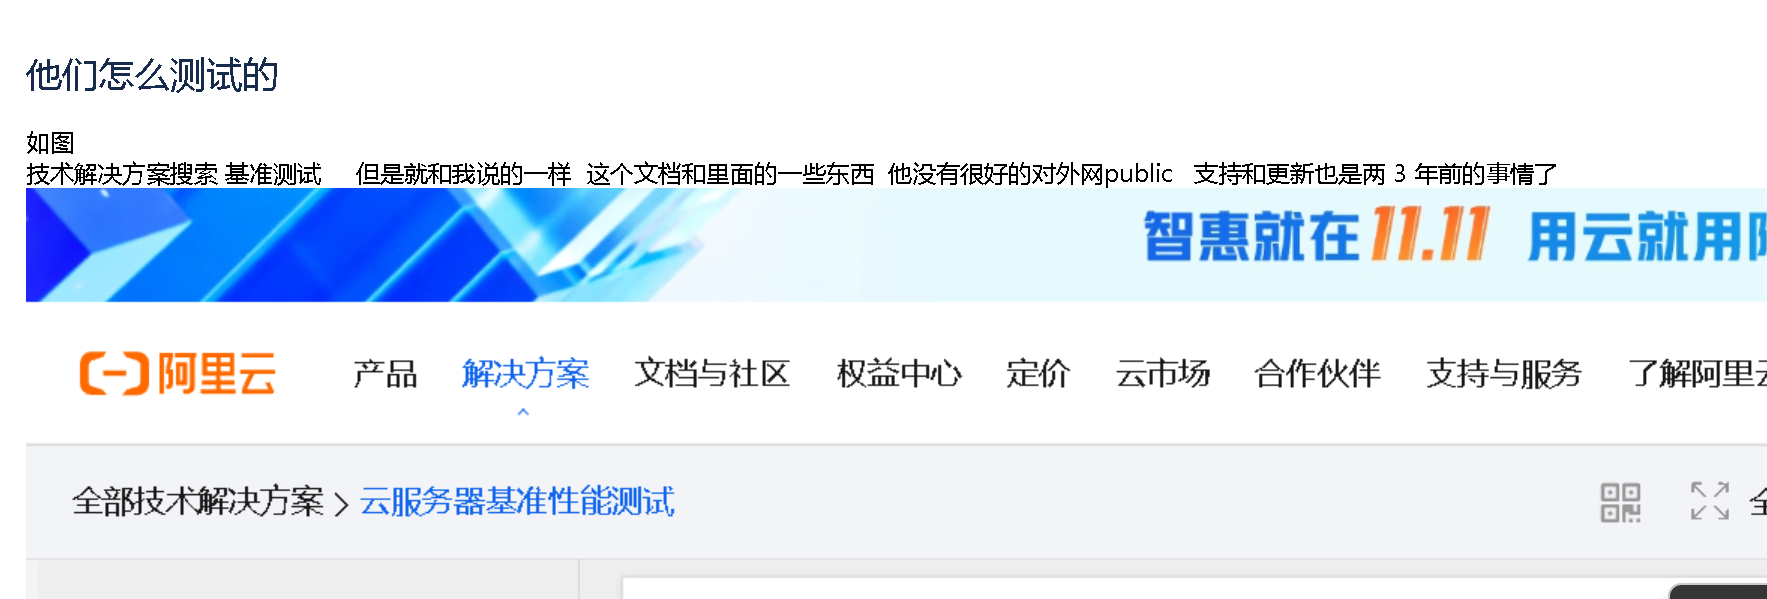 他们怎么测试的
如图
技术解决方案搜索 基准测试 但是就和我说的一样 这个文档和里面的一些东西 他没有很好的对外网public 支持和更新也是两 3 年前的事情了
智惠就在11.11 用云就用
阿里云 产品 解决方案 文档与社区 权益中心 定价 云市场 合作伙伴 支持与服务 了解阿里云
全部技术解决方案 > 云服务器基准性能测试